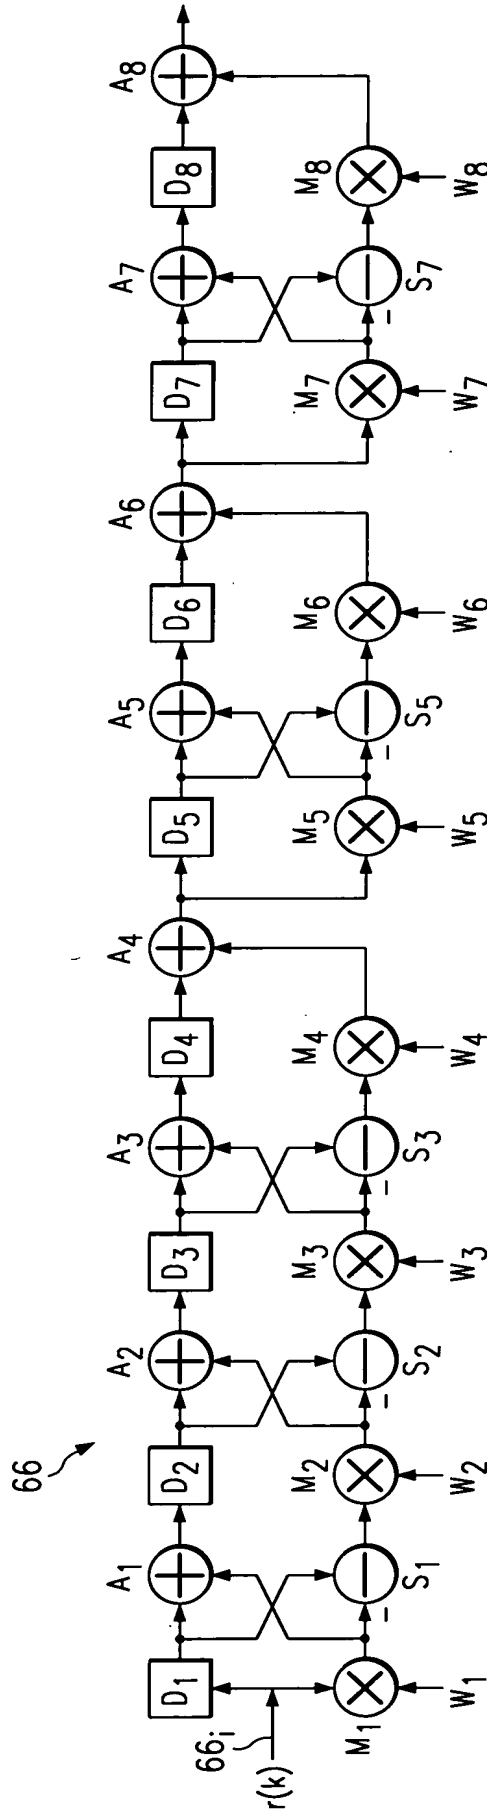 66
A1 A2 A3 A4 A5 A6 A7 A8
D1 D2 D3 D4 D5 D6 D7 D8
66i
r(k)
M1 M2 M3 M4 M5 M6 M7 M8
S1 S2 S3 S5 S7
W1 W2 W3 W4 W5 W6 W7 W8